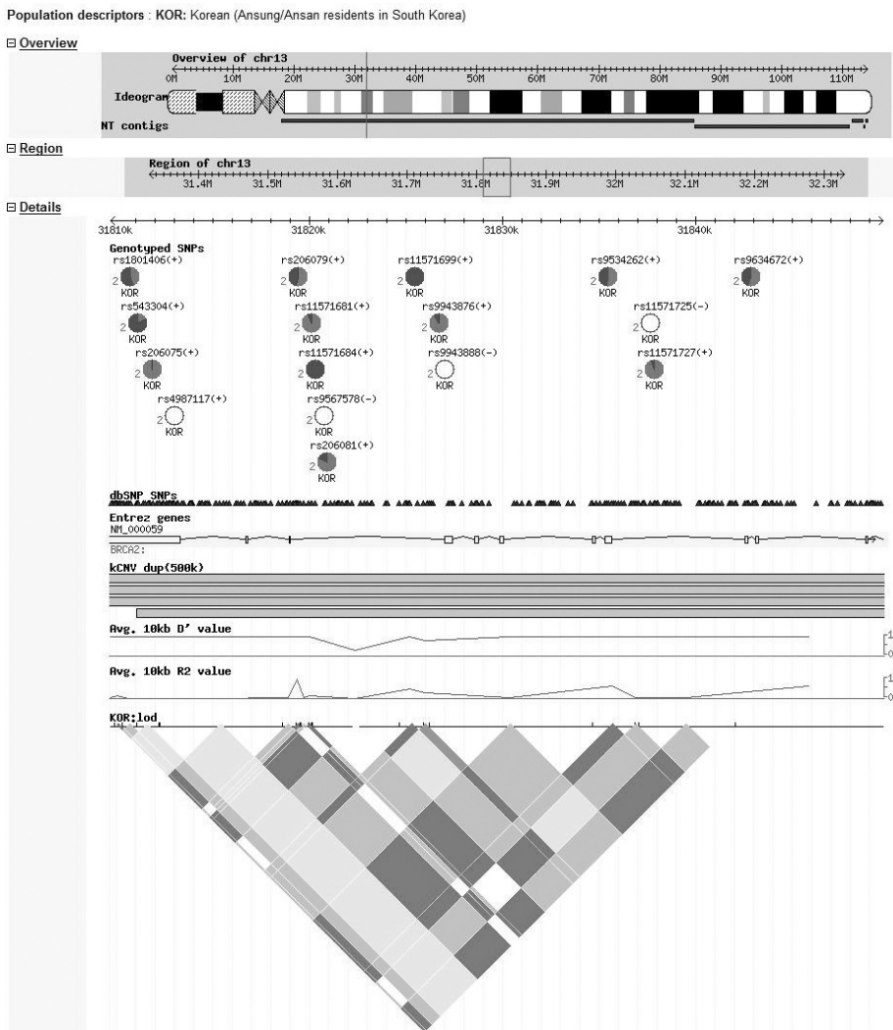 Population descriptors : KOR: Korean (Ansung/Ansan residents in South Korea)
Overview
Overview of chr13
0M 10M 20M 30M 40M 50M 60M 70M 80M 90M 100M 110M
Ideogram
NT contigs
Region
Region of chr13
31.4M 31.5M 31.6M 31.7M 31.8M 31.9M 32M 32.1M 32.2M 32.3M
Details
31810k 31820k 31830k 31840k
Genotyped SNPs
rs1801406(+) rs206079(+) rs11571699(+) rs9534262(+) rs9634672(+)
2 2 2 2 2
KOR KOR KOR KOR KOR
rs543304(+) rs11571681(+) rs9943876(+) rs11571725(-)
2 2 2 2
KOR KOR KOR KOR
rs206075(+) rs11571684(+) rs9943888(-) rs11571727(+)
2 2 2 2
KOR KOR KOR KOR
rs4987117(+) rs9567578(-)
2 2
KOR KOR
rs206081(+)
2
KOR
dbSNP SNPs
Entrez genes
NM_000059
BRCA2:
kCNV dup(500k)
Avg. 10kb D' value
1
0
Avg. 10kb R2 value
1
0
KOR:lod